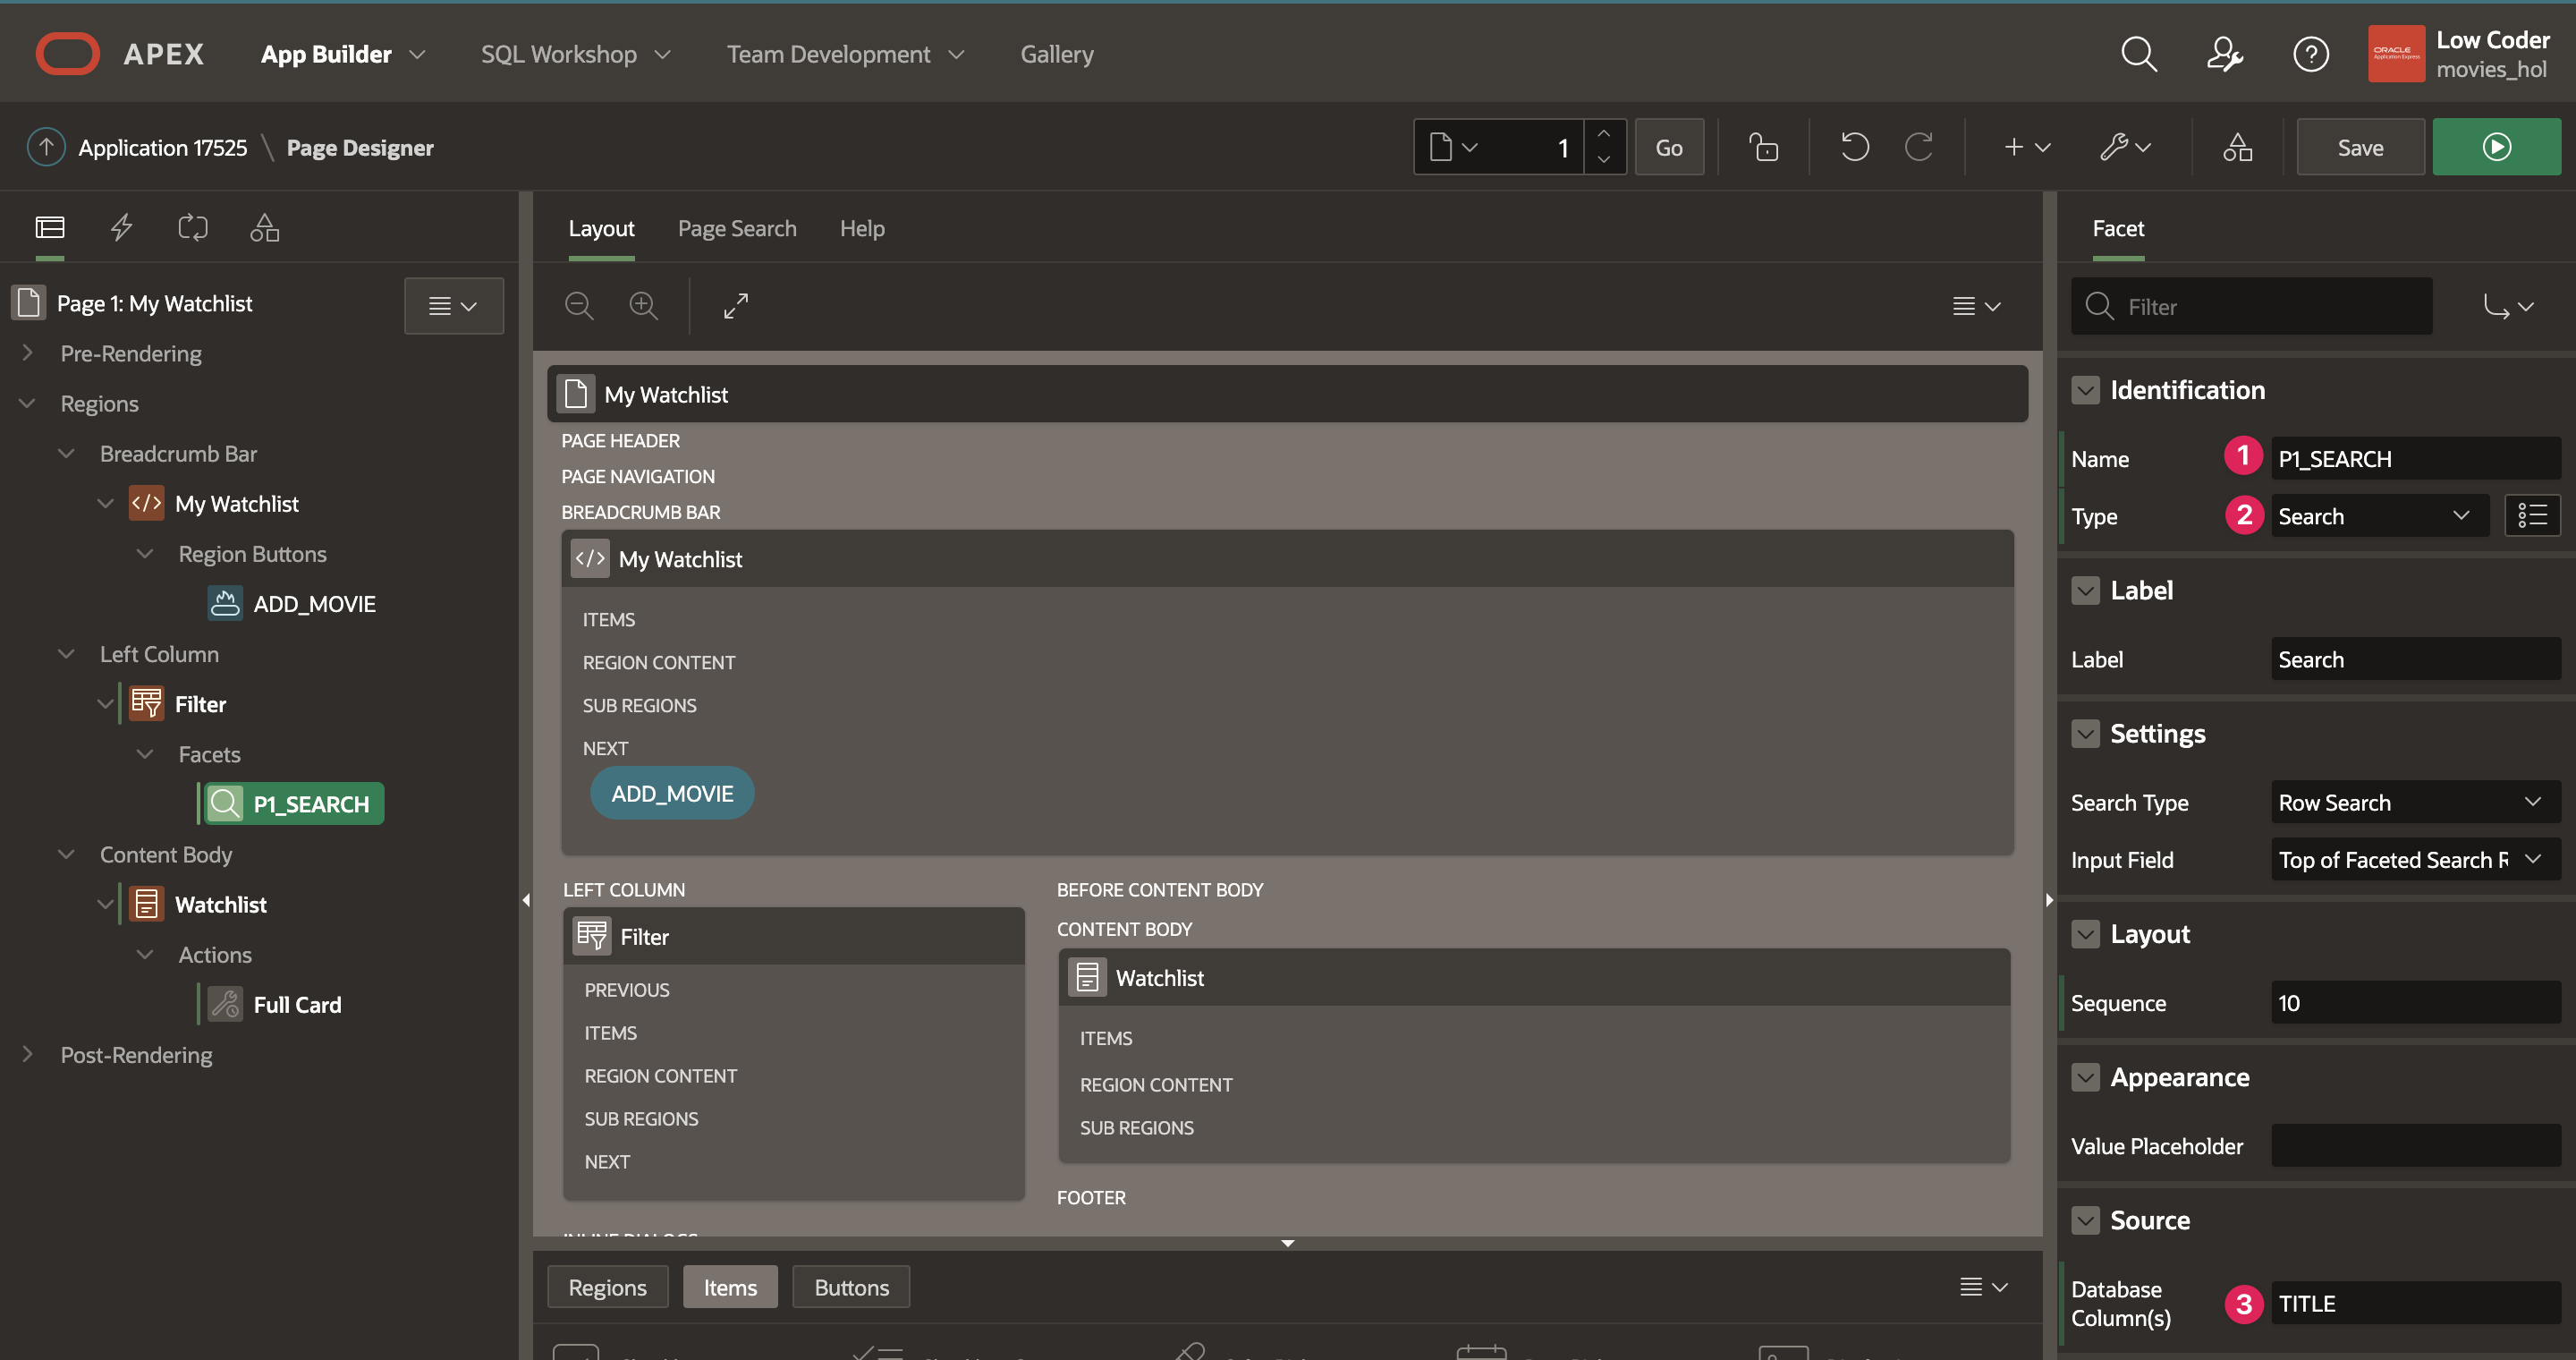 APEX
App Builder
SQL Workshop
Team Development
Gallery
ORACLE
Application Express
Low Coder
movies_hol
Application 17525 \ Page Designer
1
Go
Save
Page 1: My Watchlist
Pre-Rendering
Regions
Breadcrumb Bar
My Watchlist
Region Buttons
ADD_MOVIE
Left Column
Filter
Facets
P1_SEARCH
Content Body
Watchlist
Actions
Full Card
Post-Rendering
Layout
Page Search
Help
My Watchlist
PAGE HEADER
PAGE NAVIGATION
BREADCRUMB BAR
My Watchlist
ITEMS
REGION CONTENT
SUB REGIONS
NEXT
ADD_MOVIE
LEFT COLUMN
Filter
PREVIOUS
ITEMS
REGION CONTENT
SUB REGIONS
NEXT
BEFORE CONTENT BODY
CONTENT BODY
Watchlist
ITEMS
REGION CONTENT
SUB REGIONS
FOOTER
Regions
Items
Buttons
Facet
Filter
Identification
Name 1 P1_SEARCH
Type 2 Search
Label
Label Search
Settings
Search Type Row Search
Input Field Top of Faceted Search R
Layout
Sequence 10
Appearance
Value Placeholder
Source
Database
Column(s) 3 TITLE